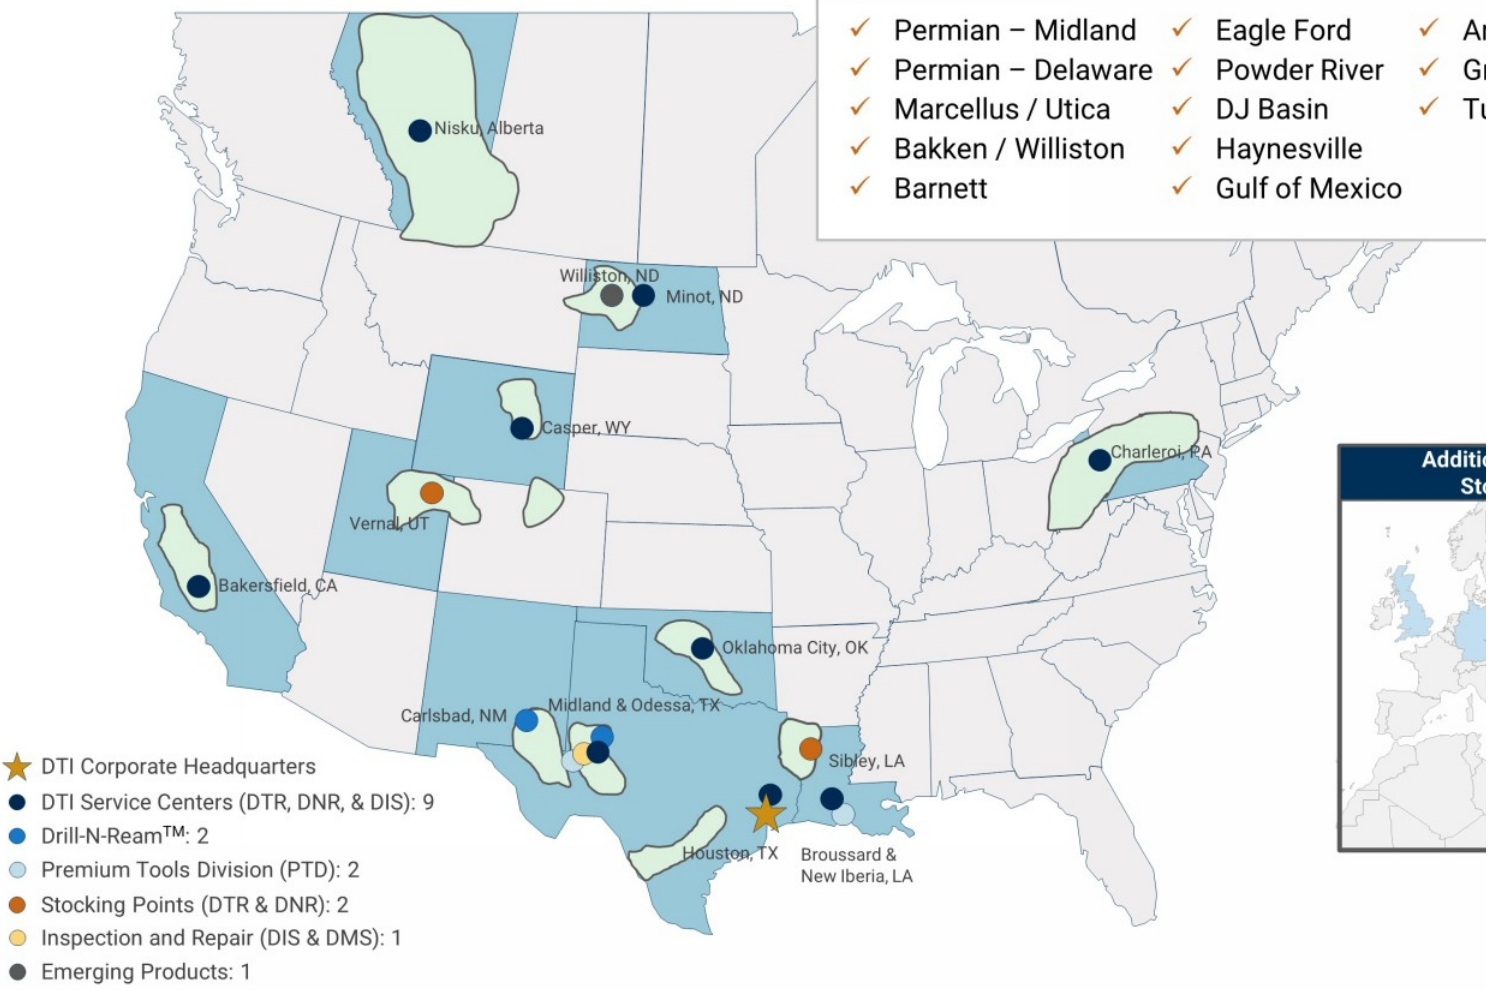 Permian – Midland
Permian – Delaware
Marcellus / Utica
Bakken / Williston
Barnett
Eagle Ford
Powder River
DJ Basin
Haynesville
Gulf of Mexico
Nisku, Alberta
Williston, ND
Minot, ND
Casper, WY
Charleroi, PA
Vernal, UT
Bakersfield, CA
Oklahoma City, OK
Carlsbad, NM
Midland & Odessa, TX
Sibley, LA
Houston, TX
Broussard &
New Iberia, LA
DTI Corporate Headquarters
DTI Service Centers (DTR, DNR, & DIS): 9
Drill-N-Ream™: 2
Premium Tools Division (PTD): 2
Stocking Points (DTR & DNR): 2
Inspection and Repair (DIS & DMS): 1
Emerging Products: 1